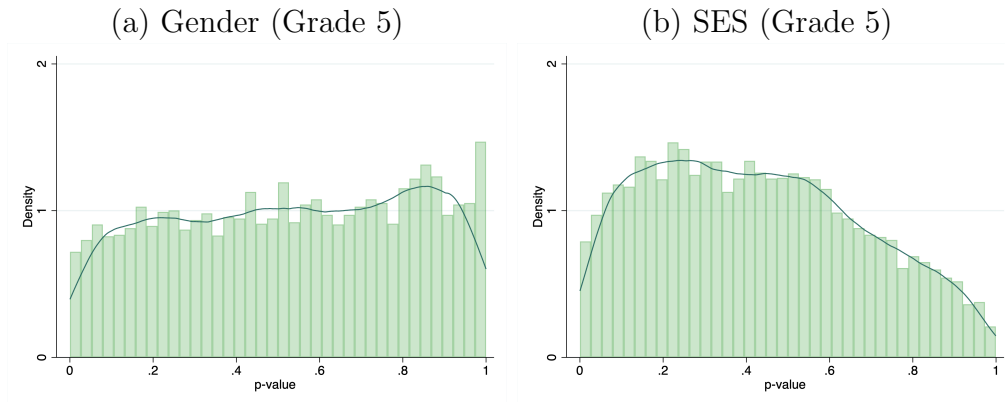 (a) Gender (Grade 5)
2
1
0
Density
0 .2 .4 .6 .8 1
p-value
(b) SES (Grade 5)
2
1
0
Density
0 .2 .4 .6 .8 1
p-value